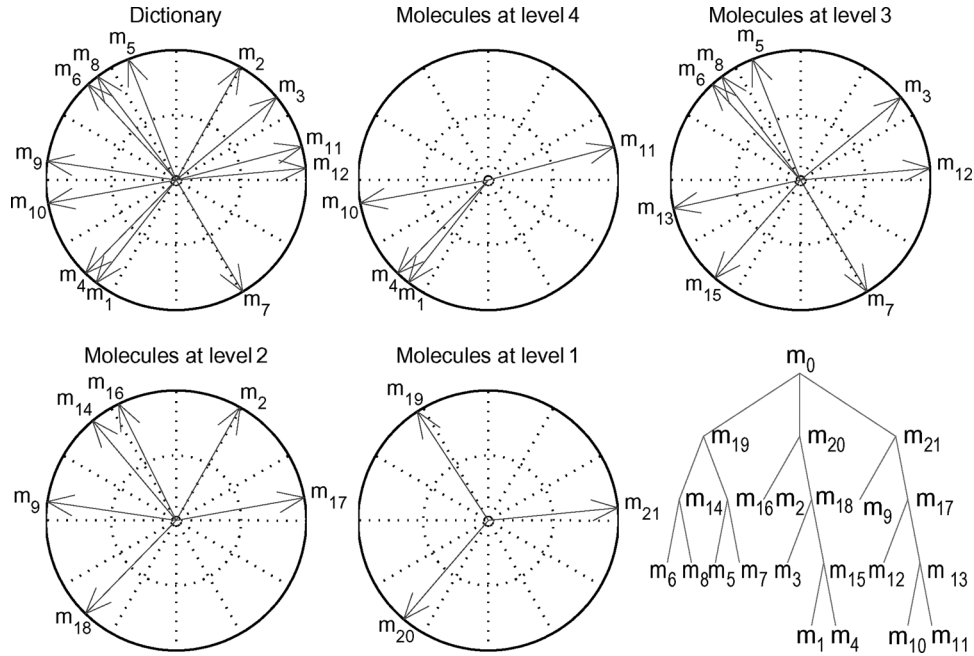 Dictionary
m5
m8
m6
m2
m3
m11
m12
m9
m10
m4
m1
m7
Molecules at level 4
m11
m10
m4
m1
Molecules at level 3
m5
m8
m6
m3
m12
m13
m15
m7
Molecules at level 2
m16
m14
m2
m9
m17
m18
Molecules at level 1
m19
m21
m20
m0
m19 m20 m21
m14 m16 m2 m18 m9 m17
m6 m8 m5 m7 m3 m15 m12 m13
m1 m4 m10 m11